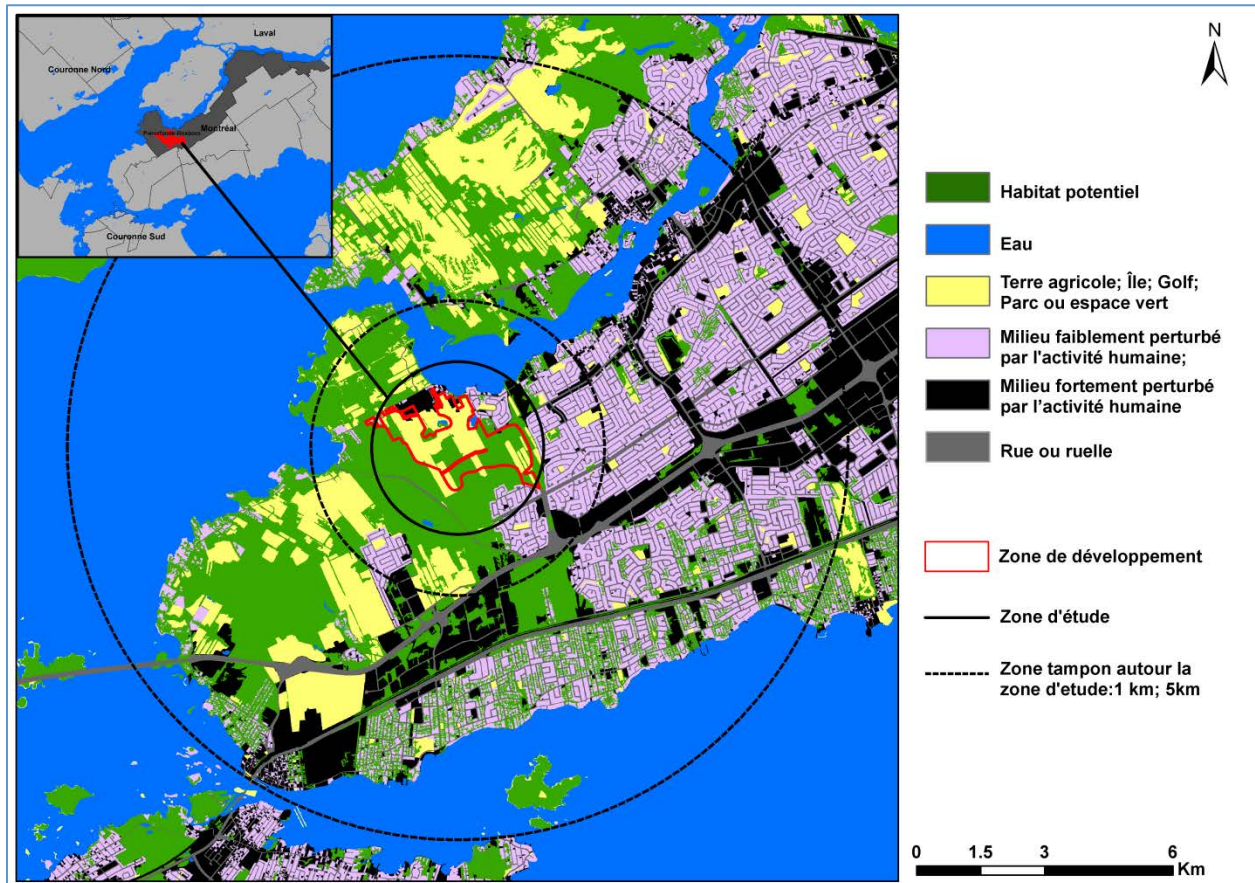 Laval
Couronne Nord
Montréal
Couronne Sud
N
Habitat potentiel
Eau
Terre agricole; Île; Golf;
Parc ou espace vert
Milieu faiblement perturbé
par l'activité humaine;
Milieu fortement perturbé
par l'activité humaine
Rue ou ruelle
Zone de développement
Zone d'étude
Zone tampon autour la
zone d'etude:1 km; 5km
0 1.5 3 6
Km